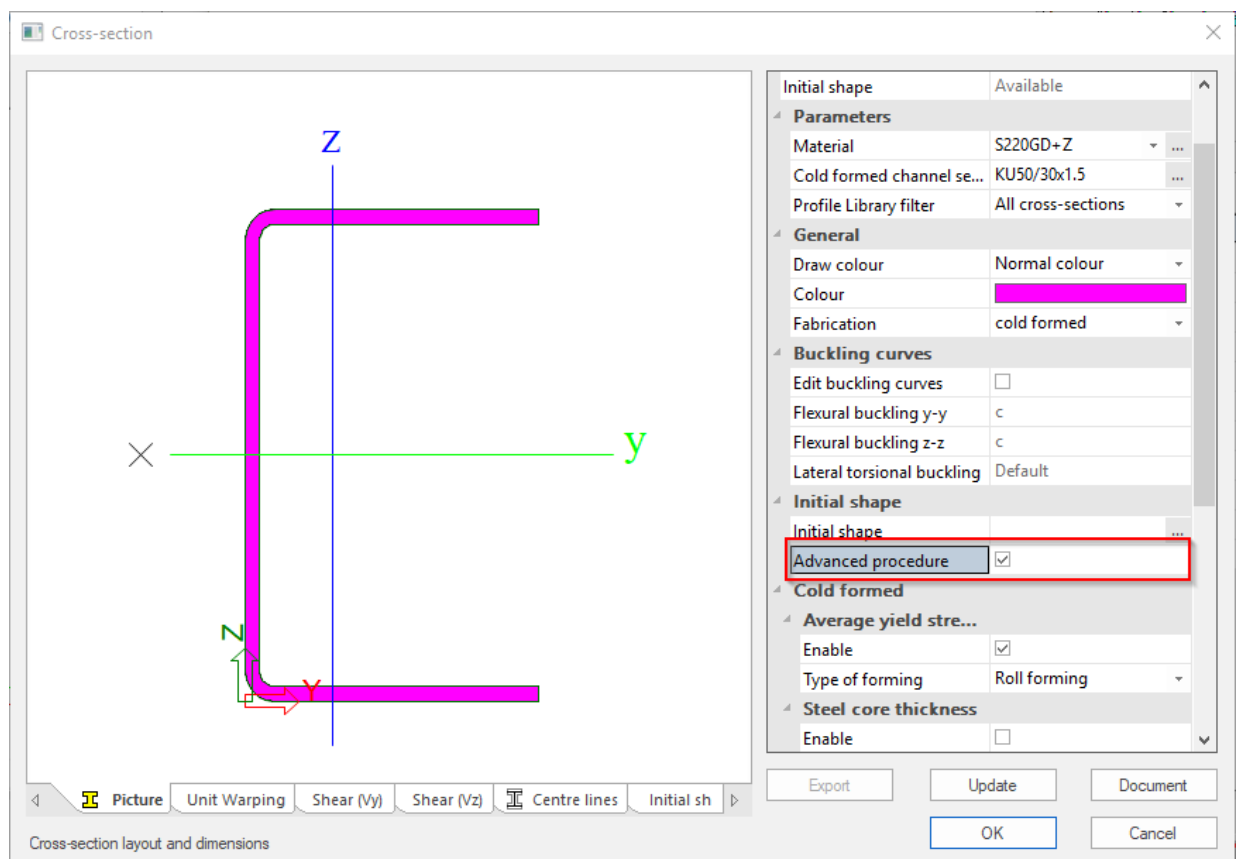 Cross-section
Z
y
N
Y
Initial shape Available
Parameters
Material S220GD+Z ...
Cold formed channel se... KU50/30x1.5 ...
Profile Library filter All cross-sections
General
Draw colour Normal colour
Colour
Fabrication cold formed
Buckling curves
Edit buckling curves
Flexural buckling y-y c
Flexural buckling z-z c
Lateral torsional buckling Default
Initial shape
Initial shape ...
Advanced procedure
Cold formed
Average yield stre...
Enable
Type of forming Roll forming
Steel core thickness
Enable
Picture Unit Warping Shear (Vy) Shear (Vz) Centre lines Initial sh
Export Update Document
Cross-section layout and dimensions
OK Cancel